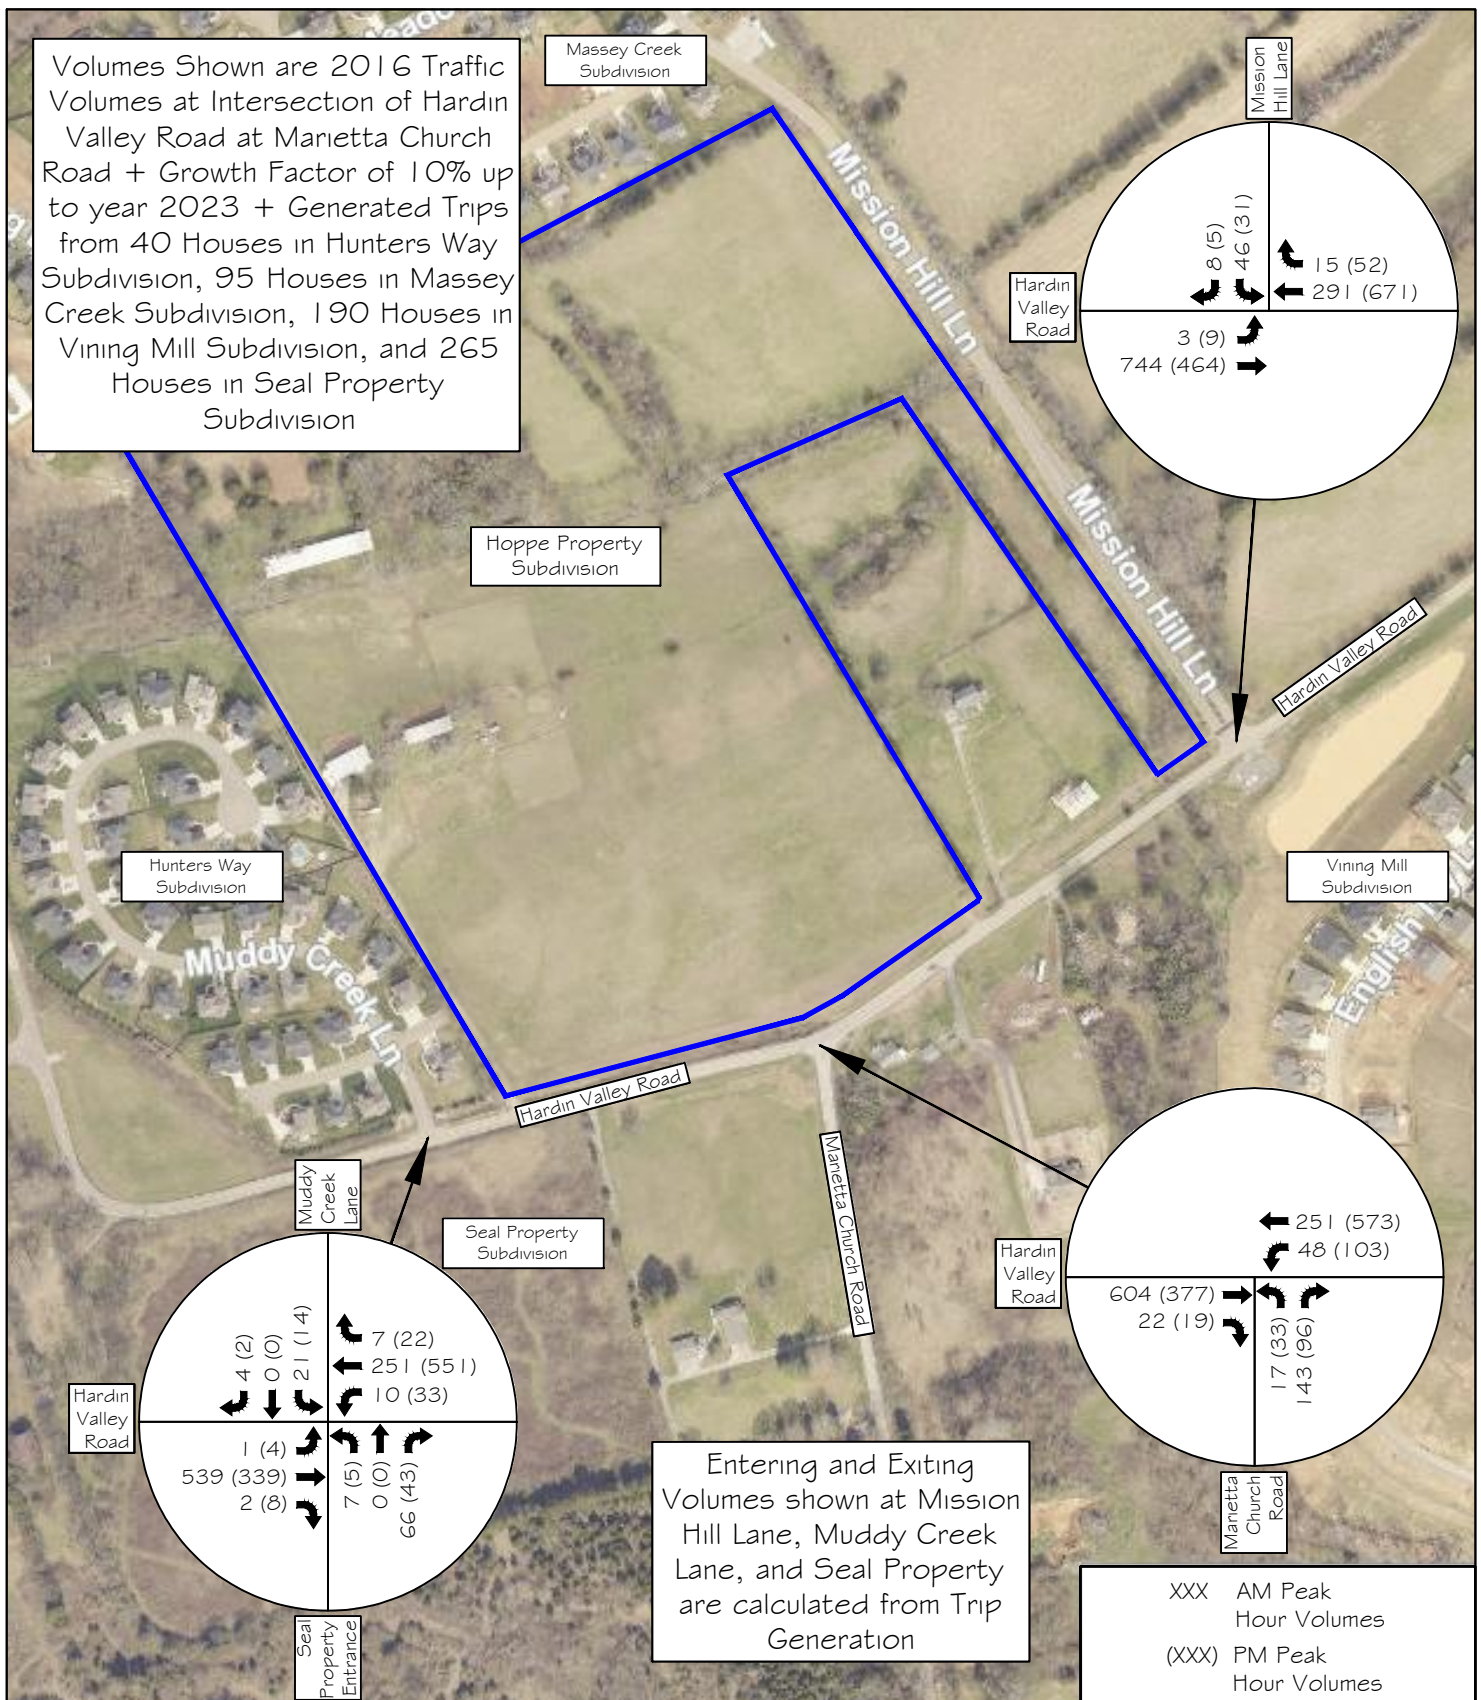 Meado
Massey Creek
Subdivision
Volumes Shown are 2016 Traffic
Volumes at Intersection of Hardin
Valley Road at Marietta Church
Road + Growth Factor of 10% up
to year 2023 + Generated Trips
from 40 Houses in Hunters Way
Subdivision, 95 Houses in Massey
Creek Subdivision, 190 Houses in
Vining Mill Subdivision, and 265
Houses in Seal Property
Subdivision
Mission
Hill Lane
Hardin
Valley
Road
8 (5)
46 (31)
15 (52)
291 (671)
3 (9)
744 (464)
Mission Hill Ln
Mission Hill Ln
Hoppe Property
Subdivision
Hardin Valley Road
Hunters Way
Subdivision
Muddy Creek Ln
Vining Mill
Subdivision
English
Hardin Valley Road
Marietta Church Road
Seal Property
Subdivision
Muddy
Creek
Lane
Hardin
Valley
Road
4 (2)
0 (0)
21 (14)
7 (22)
251 (551)
10 (33)
1 (4)
539 (339)
2 (8)
7 (5)
0 (0)
66 (43)
Seal
Property
Entrance
Hardin
Valley
Road
251 (573)
48 (103)
604 (377)
22 (19)
17 (33)
143 (96)
Marietta
Church
Road
Entering and Exiting
Volumes shown at Mission
Hill Lane, Muddy Creek
Lane, and Seal Property
are calculated from Trip
Generation
XXX AM Peak
Hour Volumes
(XXX) PM Peak
Hour Volumes